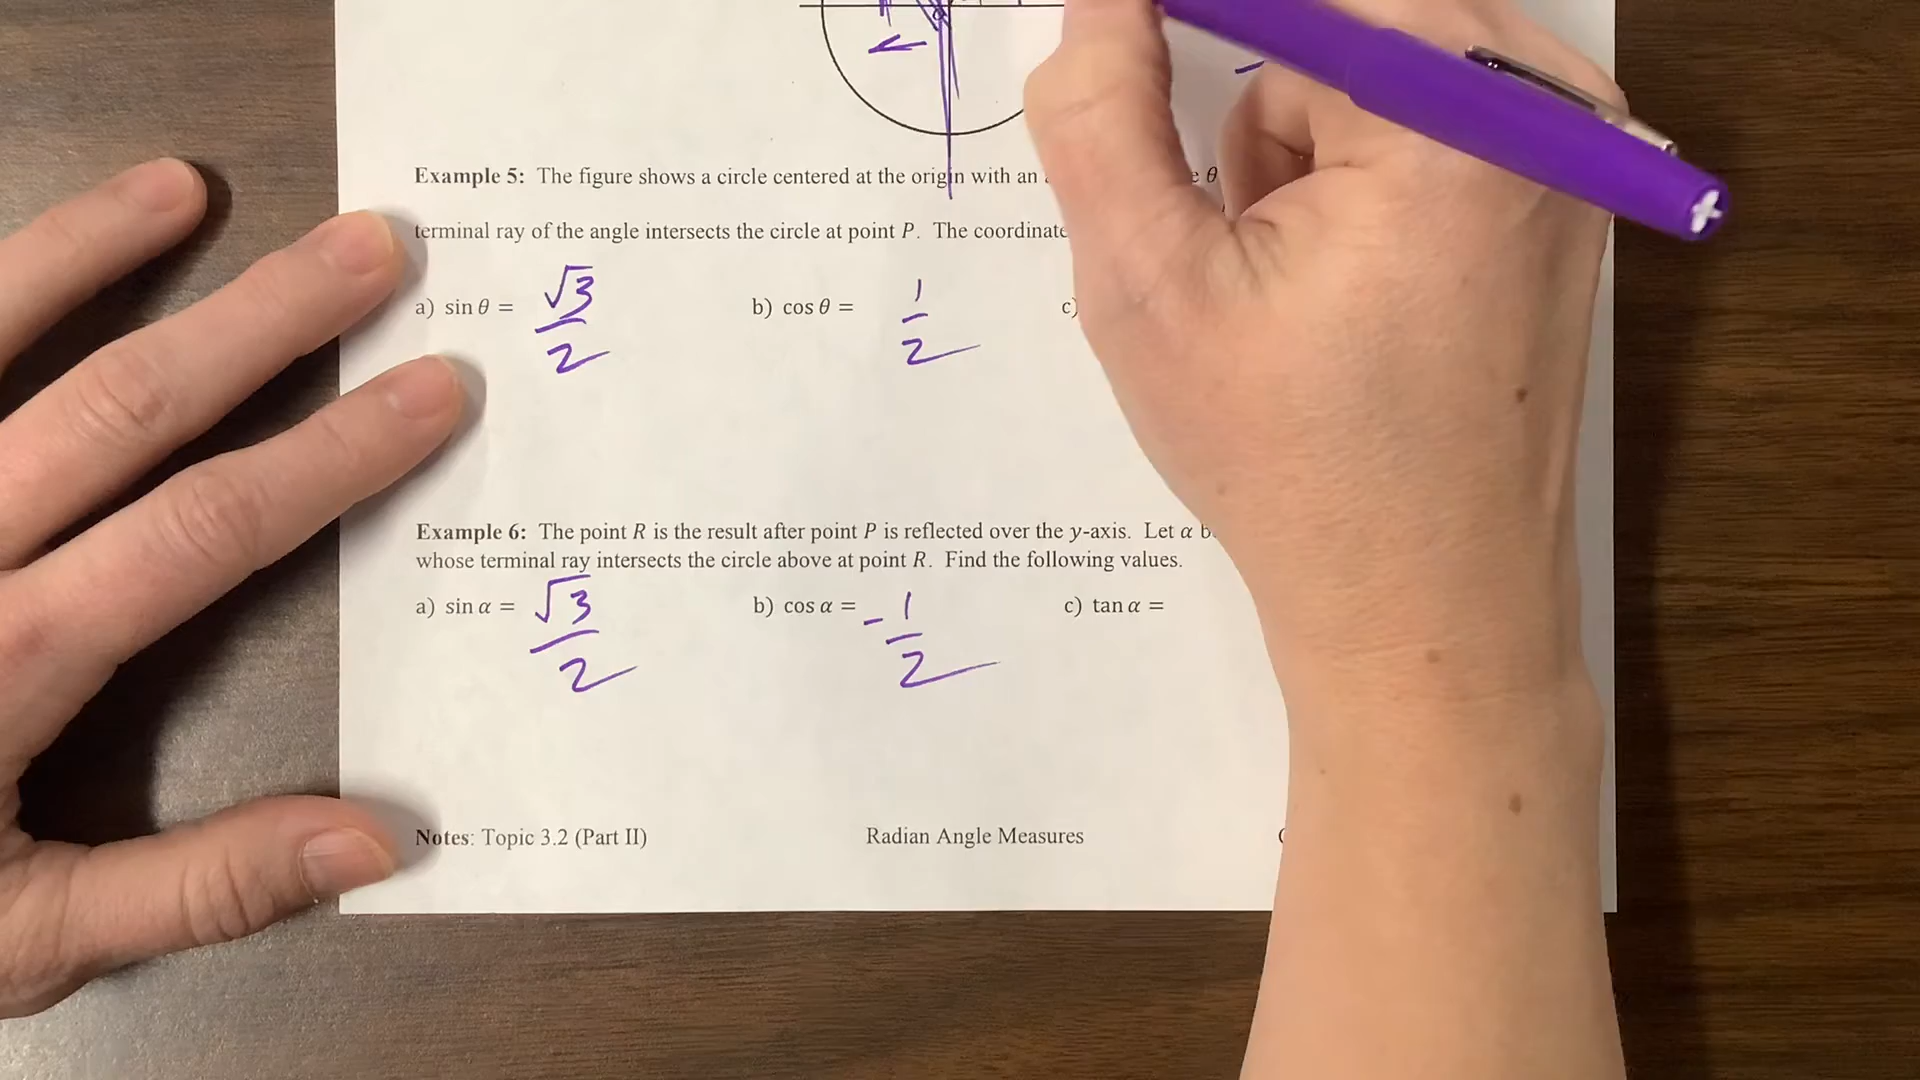 Example 5: The figure shows a circle centered at the origin with an θ
terminal ray of the angle intersects the circle at point P. The
a) sin θ = √3/2 b) cos θ = 1/2 c)
Example 6: The point R is the result after point P is reflected over the y-axis. Let α
whose terminal ray intersects the circle above at point R. Find the following values.
a) sin α = √3/2 b) cos α = -1/2 c) tan α =
Notes: Topic 3.2 (Part II) Radian Angle Measures